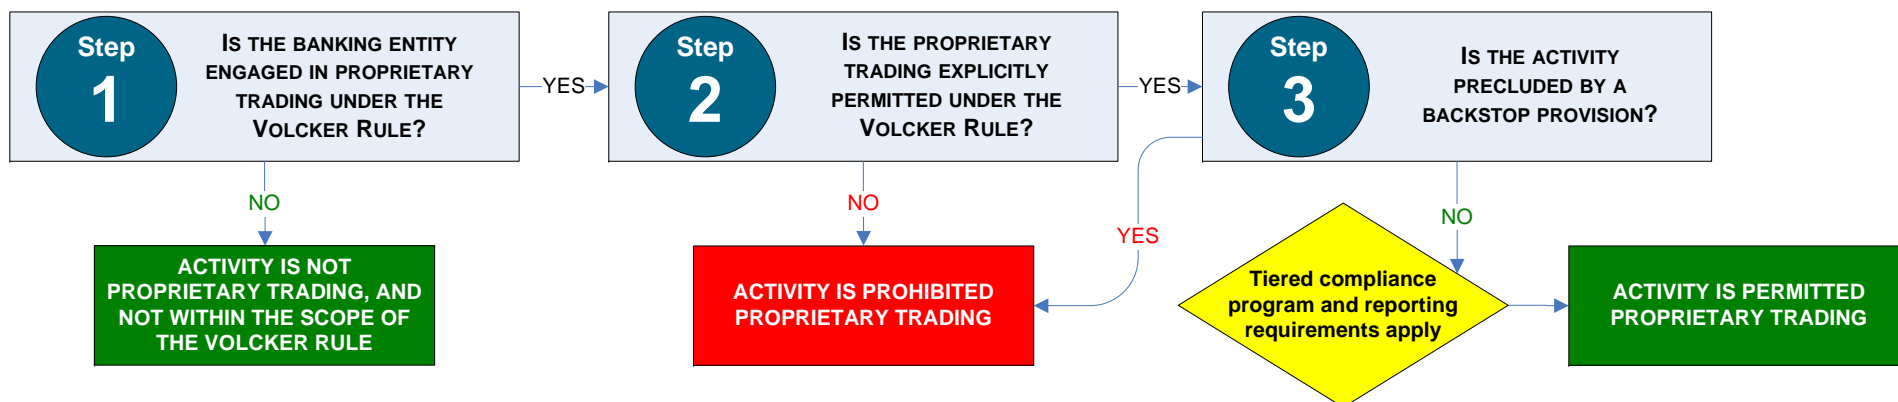 Step
1
IS THE BANKING ENTITY
ENGAGED IN PROPRIETARY
TRADING UNDER THE
VOLCKER RULE?
YES
Step
2
IS THE PROPRIETARY
TRADING EXPLICITLY
PERMITTED UNDER THE
VOLCKER RULE?
YES
Step
3
IS THE ACTIVITY
PRECLUDED BY A
BACKSTOP PROVISION?
NO
NO
YES
NO
ACTIVITY IS NOT
PROPRIETARY TRADING, AND
NOT WITHIN THE SCOPE OF
THE VOLCKER RULE
ACTIVITY IS PROHIBITED
PROPRIETARY TRADING
Tiered compliance
program and reporting
requirements apply
ACTIVITY IS PERMITTED
PROPRIETARY TRADING